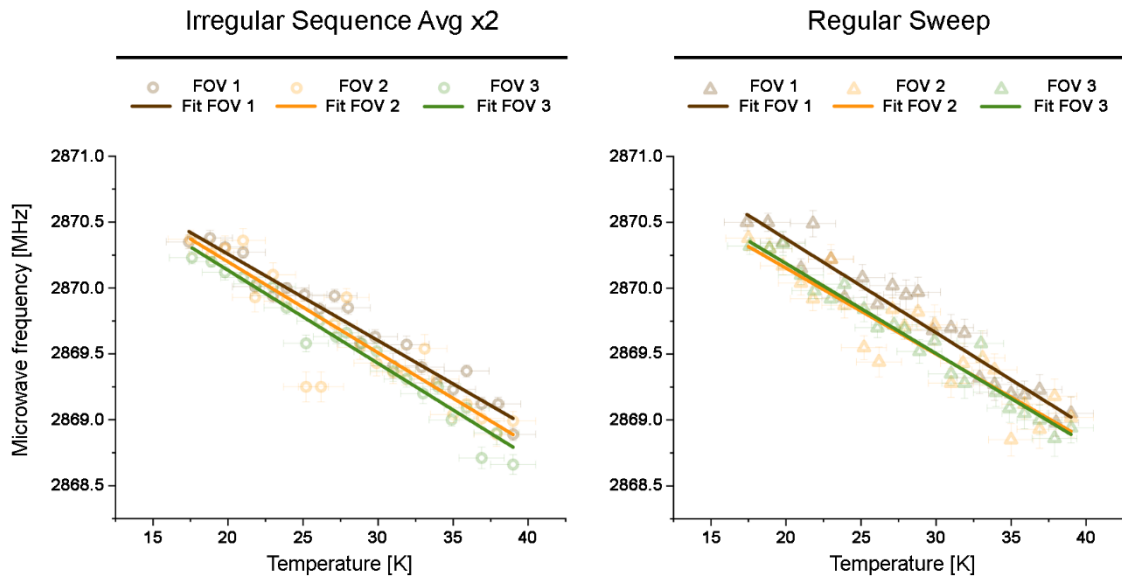 Irregular Sequence Avg x2
FOV 1 FOV 2 FOV 3
Fit FOV 1 Fit FOV 2 Fit FOV 3
2871.0
2870.5
2870.0
2869.5
2869.0
2868.5
Microwave frequency [MHz]
15 20 25 30 35 40
Temperature [K]
Regular Sweep
FOV 1 FOV 2 FOV 3
Fit FOV 1 Fit FOV 2 Fit FOV 3
2871.0
2870.5
2870.0
2869.5
2869.0
2868.5
15 20 25 30 35 40
Temperature [K]